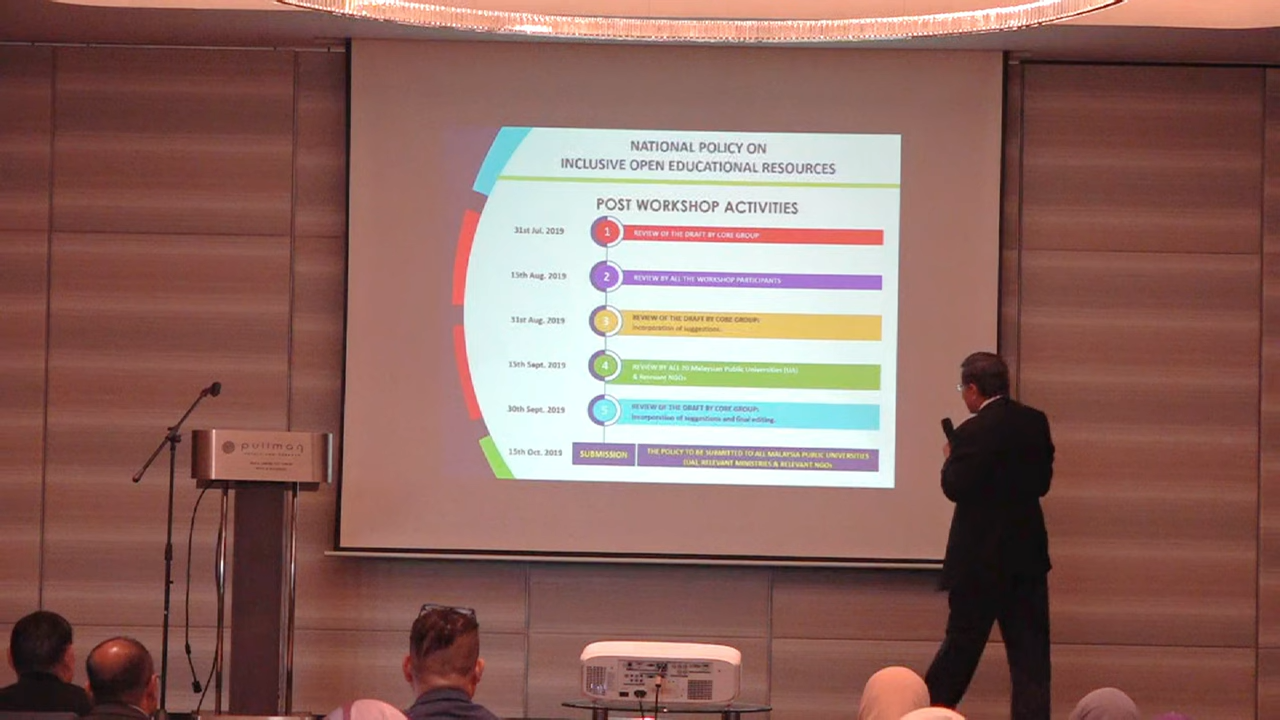 NATIONAL POLICY ON
INCLUSIVE OPEN EDUCATIONAL RESOURCES
POST WORKSHOP ACTIVITIES
31st Jul. 2019
1
REVIEW OF THE DRAFT BY CORE GROUP
15th Aug. 2019
2
REVIEW BY ALL THE WORKSHOP PARTICIPANTS
31st Aug. 2019
3
REVIEW OF THE DRAFT BY CORE GROUP:
Incorporation of suggestions.
15th Sept. 2019
4
REVIEW BY ALL 20 Malaysian Public Universities (UA)
& Relevant NGOs
30th Sept. 2019
5
REVIEW OF THE DRAFT BY CORE GROUP:
Incorporation of suggestions and final editing.
15th Oct. 2019
SUBMISSION
THE POLICY TO BE SUBMITTED TO ALL MALAYSIA PUBLIC UNIVERSITIES
(UA), RELEVANT MINISTRIES & RELEVANT NGOs
pullman